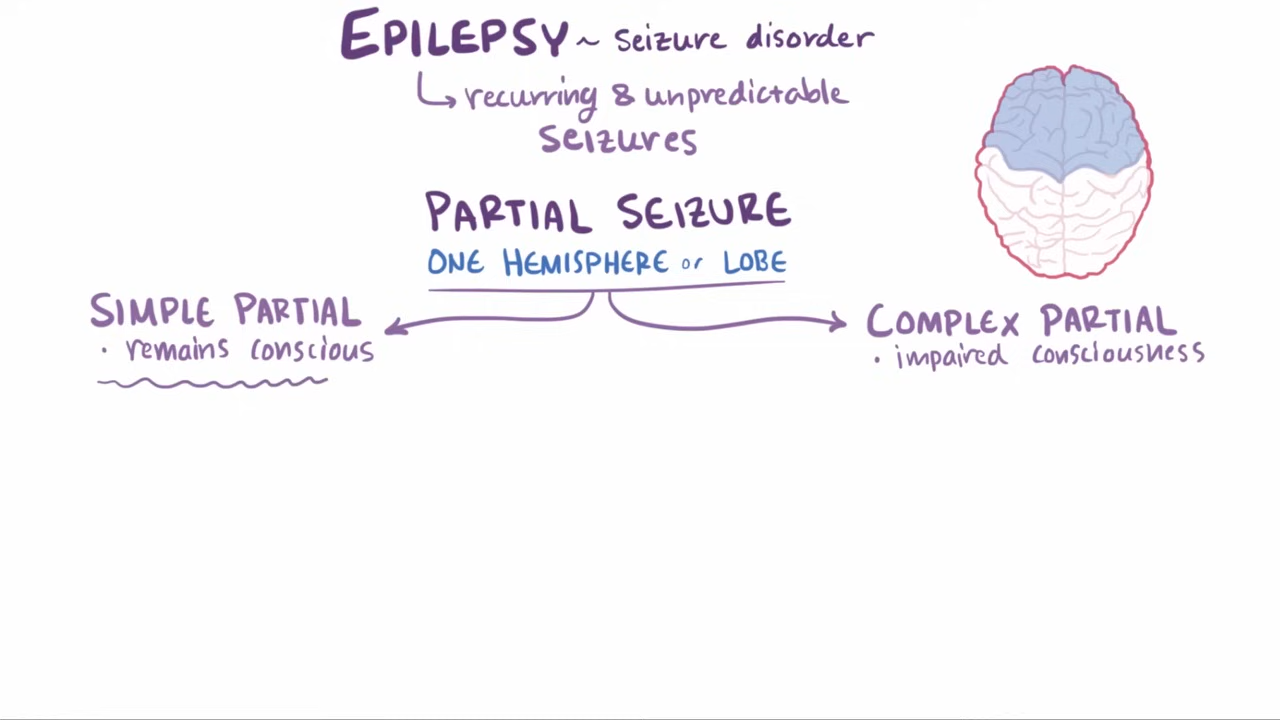 EPILEPSY ~ seizure disorder
↳ recurring & unpredictable
seizures
PARTIAL SEIZURE
ONE HEMISPHERE or LOBE
SIMPLE PARTIAL
• remains conscious
COMPLEX PARTIAL
• impaired consciousness